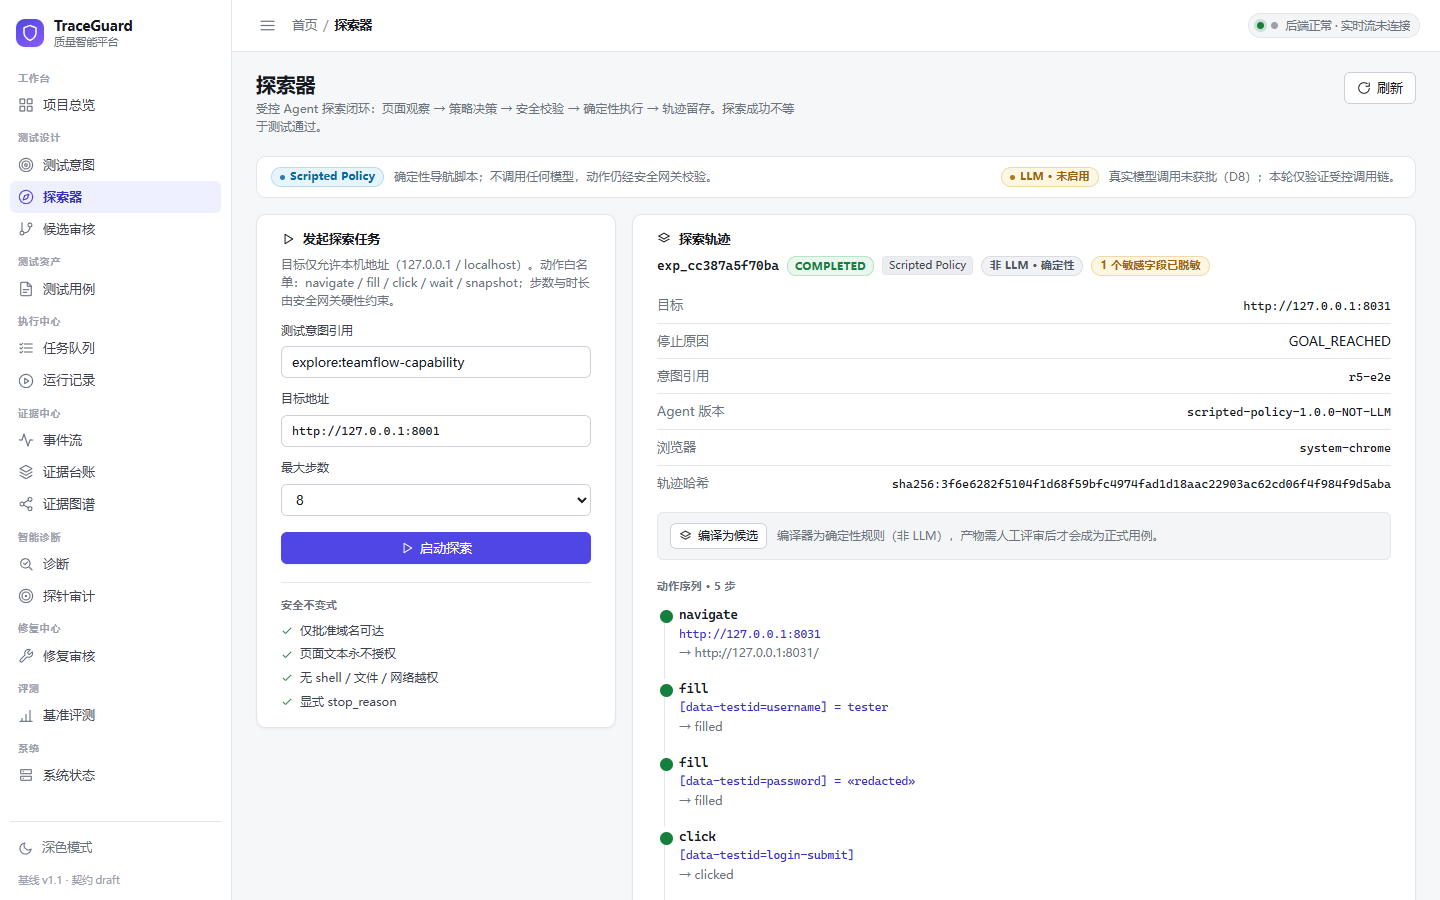 TraceGuard
质量智能平台
工作台
项目总览
测试设计
测试意图
探索器
候选审核
测试资产
测试用例
执行中心
任务队列
运行记录
证据中心
事件流
证据台账
证据图谱
智能诊断
诊断
探针审计
修复中心
修复审核
评测
基准评测
系统
系统状态
深色模式
基线 v1.1 · 契约 draft
首页 / 探索器
后端正常 · 实时流未连接
探索器
受控 Agent 探索闭环：页面观察 → 策略决策 → 安全校验 → 确定性执行 → 轨迹留存。探索成功不等
于测试通过。
刷新
Scripted Policy 确定性导航脚本；不调用任何模型，动作仍经安全网关校验。
LLM · 未启用 真实模型调用未获批（D8）；本轮仅验证受控调用链。
发起探索任务
目标仅允许本机地址（127.0.0.1 / localhost）。动作白名
单：navigate / fill / click / wait / snapshot；步数与时长
由安全网关硬性约束。
测试意图引用
explore:teamflow-capability
目标地址
http://127.0.0.1:8001
最大步数
8
启动探索
安全不变式
仅批准域名可达
页面文本永不授权
无 shell / 文件 / 网络越权
显式 stop_reason
探索轨迹
exp_cc387a5f70ba COMPLETED Scripted Policy 非 LLM · 确定性 1 个敏感字段已脱敏
目标 http://127.0.0.1:8031
停止原因 GOAL_REACHED
意图引用 r5-e2e
Agent 版本 scripted-policy-1.0.0-NOT-LLM
浏览器 system-chrome
轨迹哈希 sha256:3f6e6282f5104f1d68f59bfc4974fad1d18aac22903ac62cd06f4f984f9d5aba
编译为候选 编译器为确定性规则（非 LLM），产物需人工评审后才会成为正式用例。
动作序列 · 5 步
navigate
http://127.0.0.1:8031
→ http://127.0.0.1:8031/
fill
[data-testid=username] = tester
→ filled
fill
[data-testid=password] = «redacted»
→ filled
click
[data-testid=login-submit]
→ clicked